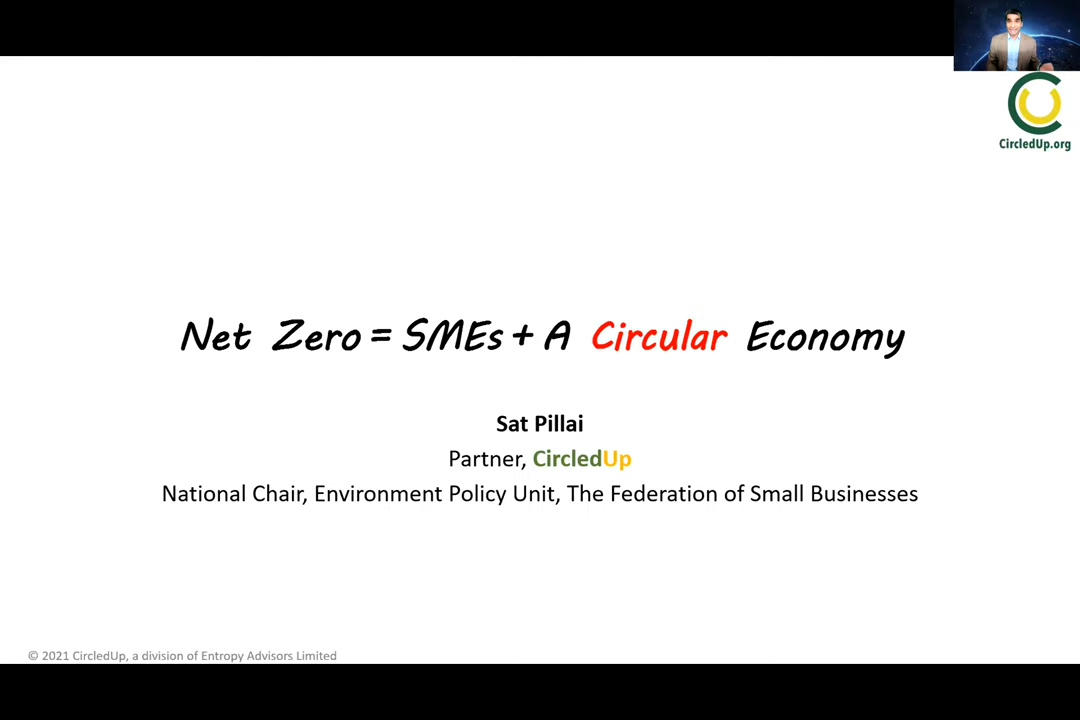 CircledUp.org
Net Zero = SMEs + A Circular Economy
Sat Pillai
Partner, CircledUp
National Chair, Environment Policy Unit, The Federation of Small Businesses
© 2021 CircledUp, a division of Entropy Advisors Limited